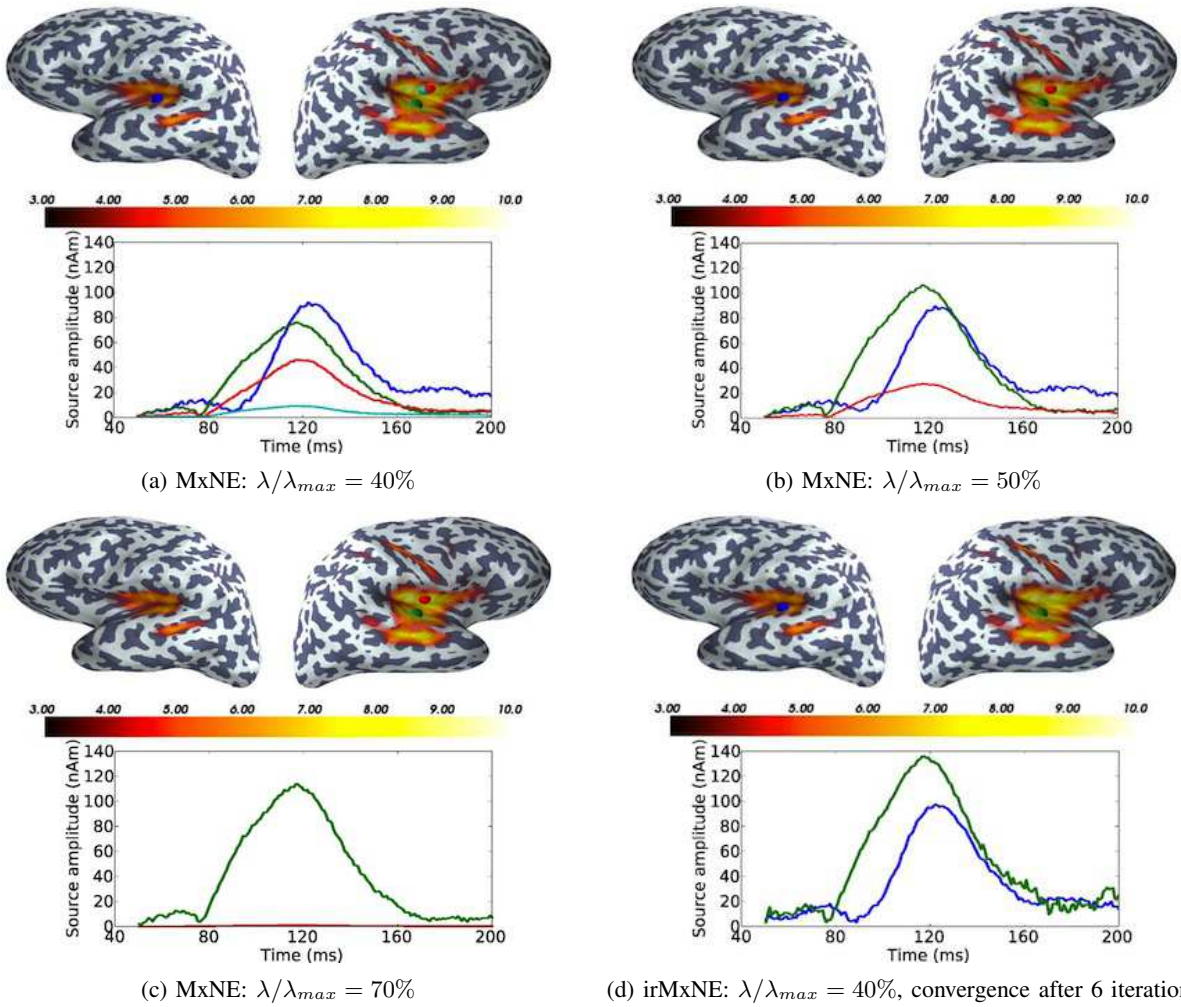 3.00 4.00 5.00 6.00 7.00 8.00 9.00 10.0
3.00 4.00 5.00 6.00 7.00 8.00 9.00 10.0
Source amplitude (nAm)
140
120
100
80
60
40
20
0
40 80 120 160 200
Time (ms)
Source amplitude (nAm)
140
120
100
80
60
40
20
0
40 80 120 160 200
Time (ms)
(a) MxNE: λ/λmax = 40%
(b) MxNE: λ/λmax = 50%
3.00 4.00 5.00 6.00 7.00 8.00 9.00 10.0
3.00 4.00 5.00 6.00 7.00 8.00 9.00 10.0
Source amplitude (nAm)
140
120
100
80
60
40
20
0
40 80 120 160 200
Time (ms)
Source amplitude (nAm)
140
120
100
80
60
40
20
0
40 80 120 160 200
Time (ms)
(c) MxNE: λ/λmax = 70%
(d) irMxNE: λ/λmax = 40%, convergence after 6 iteration